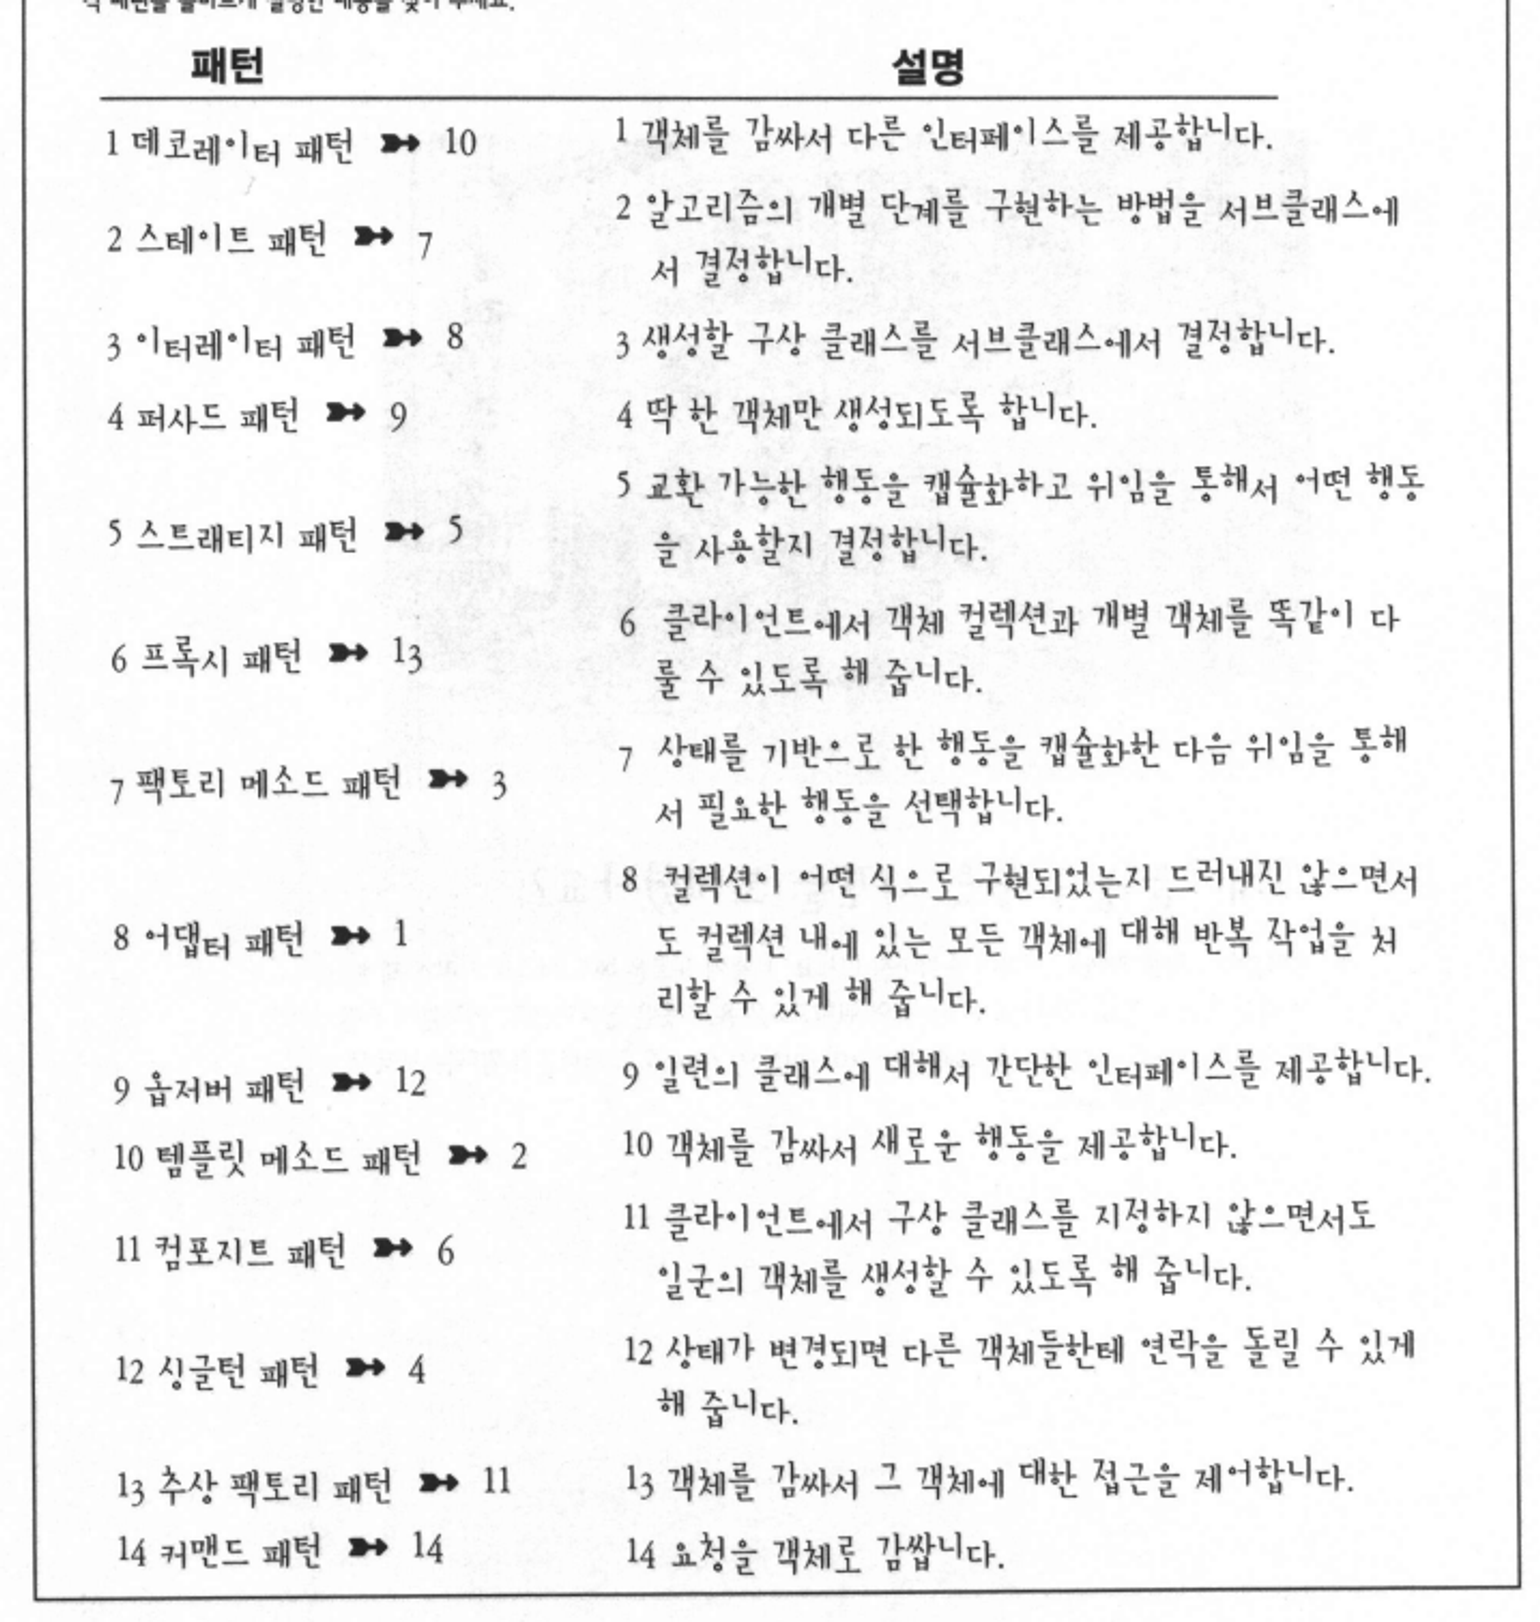 각 패턴을 올바르게 설명한 내용을 찾아 주세요.
패턴
설명
1 데코레이터 패턴 ➳ 10
2 스테이트 패턴 ➳ 7
3 이터레이터 패턴 ➳ 8
4 퍼사드 패턴 ➳ 9
5 스트래티지 패턴 ➳ 5
6 프록시 패턴 ➳ 13
7 팩토리 메소드 패턴 ➳ 3
8 어댑터 패턴 ➳ 1
9 옵저버 패턴 ➳ 12
10 템플릿 메소드 패턴 ➳ 2
11 컴포지트 패턴 ➳ 6
12 싱글턴 패턴 ➳ 4
13 추상 팩토리 패턴 ➳ 11
14 커맨드 패턴 ➳ 14
1 객체를 감싸서 다른 인터페이스를 제공합니다.
2 알고리즘의 개별 단계를 구현하는 방법을 서브클래스에
서 결정합니다.
3 생성할 구상 클래스를 서브클래스에서 결정합니다.
4 딱 한 객체만 생성되도록 합니다.
5 교환 가능한 행동을 캡슐화하고 위임을 통해서 어떤 행동
을 사용할지 결정합니다.
6 클라이언트에서 객체 컬렉션과 개별 객체를 똑같이 다
룰 수 있도록 해 줍니다.
7 상태를 기반으로 한 행동을 캡슐화한 다음 위임을 통해
서 필요한 행동을 선택합니다.
8 컬렉션이 어떤 식으로 구현되었는지 드러내진 않으면서
도 컬렉션 내에 있는 모든 객체에 대해 반복 작업을 처
리할 수 있게 해 줍니다.
9 일련의 클래스에 대해서 간단한 인터페이스를 제공합니다.
10 객체를 감싸서 새로운 행동을 제공합니다.
11 클라이언트에서 구상 클래스를 지정하지 않으면서도
일군의 객체를 생성할 수 있도록 해 줍니다.
12 상태가 변경되면 다른 객체들한테 연락을 돌릴 수 있게
해 줍니다.
13 객체를 감싸서 그 객체에 대한 접근을 제어합니다.
14 요청을 객체로 감쌉니다.